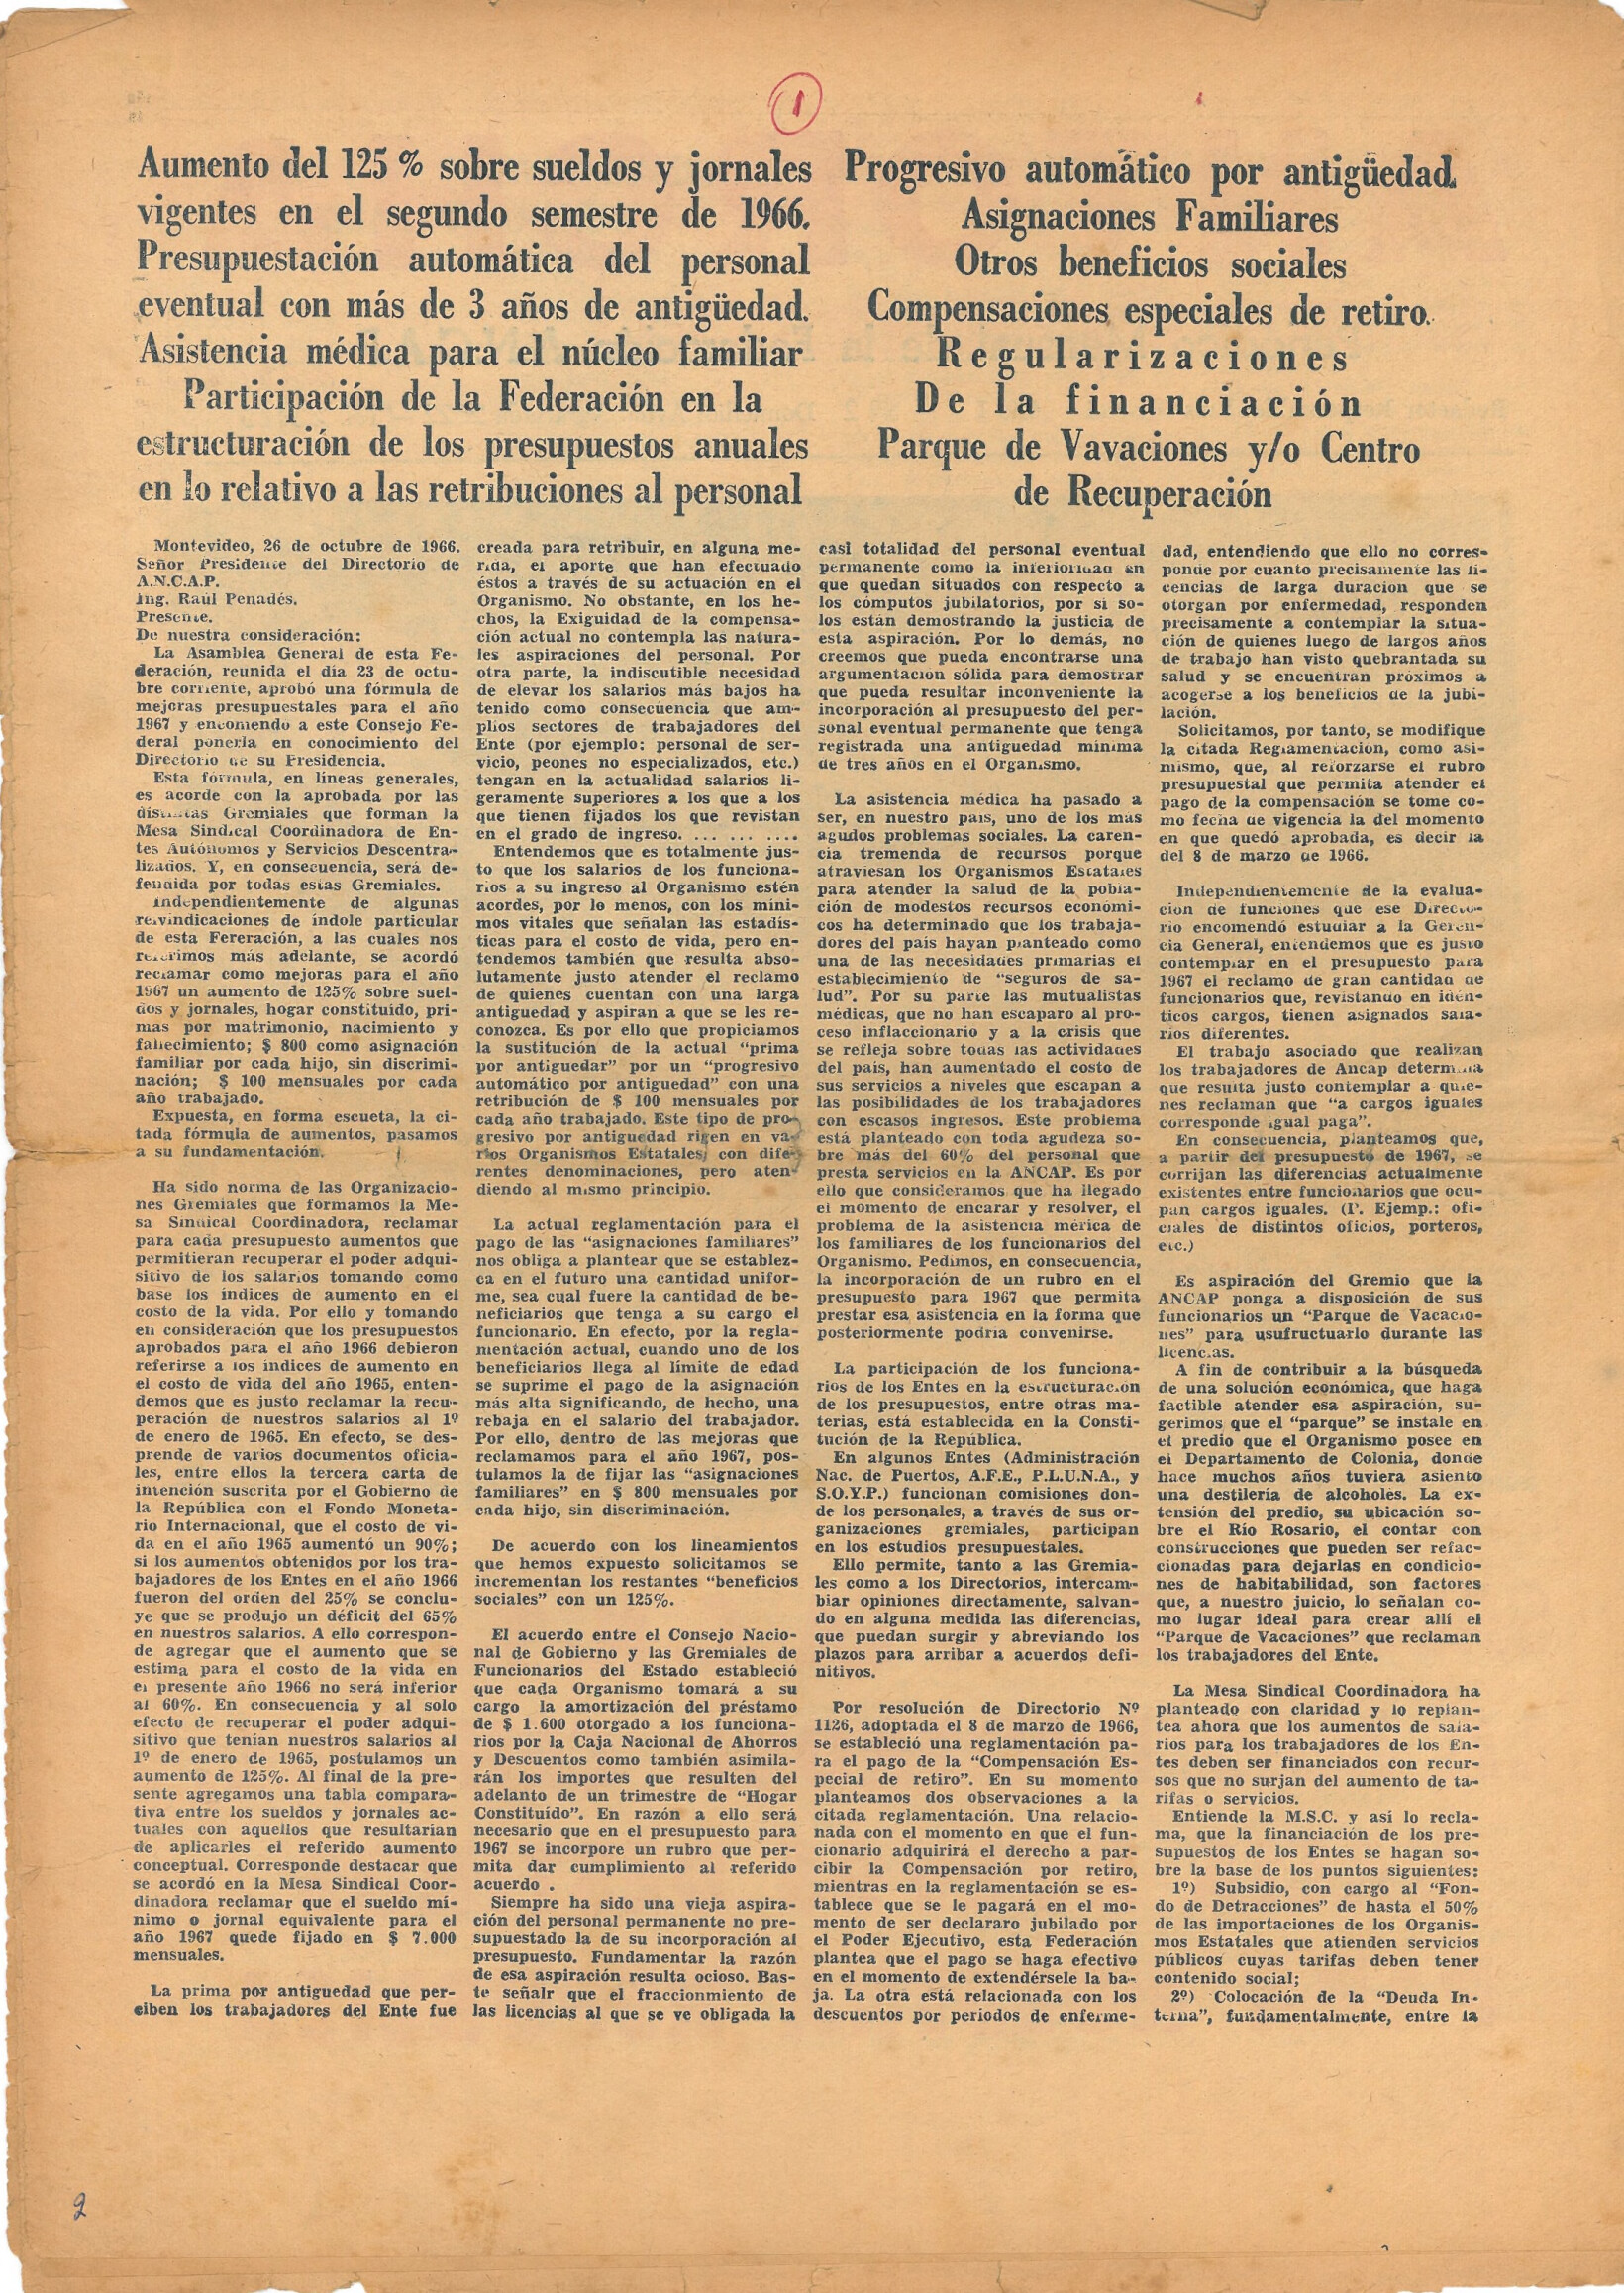 1
Aumento del 125 % sobre sueldos y jornales
vigentes en el segundo semestre de 1966.
Presupuestación automática del personal
eventual con más de 3 años de antigüedad.
Asistencia médica para el núcleo familiar
Participación de la Federación en la
estructuración de los presupuestos anuales
en lo relativo a las retribuciones al personal
Progresivo automático por antigüedad.
Asignaciones Familiares
Otros beneficios sociales
Compensaciones especiales de retiro.
Regularizaciones
De la financiación
Parque de Vavaciones y/o Centro
de Recuperación
Montevideo, 26 de octubre de 1966.
Señor Presidente del Directorio de
A.N.C.A.P.
Ing. Raúl Penadés.
Presente.
De nuestra consideración:
La Asamblea General de esta Fe-
deración, reunida el día 23 de octu-
bre corriente, aprobó una fórmula de
mejoras presupuestales para el año
1967 y encomendo a este Consejo Fe-
deral ponerla en conocimiento del
Directorio de su Presidencia.
Esta fórmula, en líneas generales,
es acorde con la aprobada por las
distintas Gremiales que forman la
Mesa Sindical Coordinadora de En-
tes Autónomos y Servicios Descentra-
lizados. Y, en consecuencia, será de-
fendida por todas estas Gremiales.
Independientemente de algunas
reivindicaciones de índole particular
de esta Fereración, a las cuales nos
referimos más adelante, se acordó
reclamar como mejoras para el año
1967 un aumento de 125% sobre suel-
dos y jornales, hogar constituído, pri-
mas por matrimonio, nacimiento y
fallecimiento; $ 800 como asignación
familiar por cada hijo, sin discrimi-
nación; $ 100 mensuales por cada
año trabajado.
Expuesta, en forma escueta, la ci-
tada fórmula de aumentos, pasamos
a su fundamentación.
Ha sido norma de las Organizacio-
nes Gremiales que formamos la Me-
sa Sindical Coordinadora, reclamar
para cada presupuesto aumentos que
permitieran recuperar el poder adqui-
sitivo de los salarios tomando como
base los índices de aumento en el
costo de la vida. Por ello y tomando
en consideración que los presupuestos
aprobados para el año 1966 debieron
referirse a los índices de aumento en
el costo de vida del año 1965, enten-
demos que es justo reclamar la recu-
peración de nuestros salarios al 1º
de enero de 1965. En efecto, se des-
prende de varios documentos oficia-
les, entre ellos la tercera carta de
intención suscrita por el Gobierno de
la República con el Fondo Moneta-
rio Internacional, que el costo de vi-
da en el año 1965 aumentó un 90%;
si los aumentos obtenidos por los tra-
bajadores de los Entes en el año 1966
fueron del orden del 25% se conclu-
ye que se produjo un déficit del 65%
en nuestros salarios. A ello correspon-
de agregar que el aumento que se
estima para el costo de la vida en
el presente año 1966 no será inferior
al 60%. En consecuencia y al solo
efecto de recuperar el poder adqui-
sitivo que tenían nuestros salarios al
1º de enero de 1965, postulamos un
aumento de 125%. Al final de la pre-
sente agregamos una tabla compara-
tiva entre los sueldos y jornales ac-
tuales con aquellos que resultarían
de aplicarles el referido aumento
conceptual. Corresponde destacar que
se acordó en la Mesa Sindical Coor-
dinadora reclamar que el sueldo mí-
nimo o jornal equivalente para el
año 1967 quede fijado en $ 7.000
mensuales.
La prima por antiguedad que per-
ciben los trabajadores del Ente fue
creada para retribuir, en alguna me-
rida, el aporte que han efectuado
éstos a través de su actuación en el
Organismo. No obstante, en los he-
chos, la Exiguidad de la compensa-
ción actual no contempla las natura-
les aspiraciones del personal. Por
otra parte, la indiscutible necesidad
de elevar los salarios más bajos ha
tenido como consecuencia que am-
plios sectores de trabajadores del
Ente (por ejemplo: personal de ser-
vicio, peones no especializados, etc.)
tengan en la actualidad salarios li-
geramente superiores a los que a los
que tienen fijados los que revistan
en el grado de ingreso. ... ... ....
Entendemos que es totalmente jus-
to que los salarios de los funciona-
rios a su ingreso al Organismo estén
acordes, por lo menos, con los míni-
mos vitales que señalan las estadís-
ticas para el costo de vida, pero en-
tendemos también que resulta abso-
lutamente justo atender el reclamo
de quienes cuentan con una larga
antiguedad y aspiran a que se les re-
conozca. Es por ello que propiciamos
la sustitución de la actual "prima
por antiguedar" por un "progresivo
automático por antiguedad" con una
retribución de $ 100 mensuales por
cada año trabajado. Este tipo de pro-
gresivo por antiguedad rigen en va-
rios Organismos Estatales, con dife-
rentes denominaciones, pero aten-
diendo al mismo principio.
La actual reglamentación para el
pago de las "asignaciones familiares"
nos obliga a plantear que se establez-
ca en el futuro una cantidad unifor-
me, sea cual fuere la cantidad de be-
neficiarios que tenga a su cargo el
funcionario. En efecto, por la regla-
mentación actual, cuando uno de los
beneficiarios llega al límite de edad
se suprime el pago de la asignación
más alta significando, de hecho, una
rebaja en el salario del trabajador.
Por ello, dentro de las mejoras que
reclamamos para el año 1967, pos-
tulamos la de fijar las "asignaciones
familiares" en $ 800 mensuales por
cada hijo, sin discriminación.
De acuerdo con los lineamientos
que hemos expuesto solicitamos se
incrementan los restantes "beneficios
sociales" con un 125%.
El acuerdo entre el Consejo Nacio-
nal de Gobierno y las Gremiales de
Funcionarios del Estado estableció
que cada Organismo tomará a su
cargo la amortización del préstamo
de $ 1.600 otorgado a los funciona-
rios por la Caja Nacional de Ahorros
y Descuentos como también asimila-
rán los importes que resulten del
adelanto de un trimestre de "Hogar
Constituído". En razón a ello será
necesario que en el presupuesto para
1967 se incorpore un rubro que per-
mita dar cumplimiento al referido
acuerdo .
Siempre ha sido una vieja aspira-
ción del personal permanente no pre-
supuestado la de su incorporación al
presupuesto. Fundamentar la razón
de esa aspiración resulta ocioso. Bas-
te señalr que el fraccionmiento de
las licencias al que se ve obligada la
casi totalidad del personal eventual
permanente como la inferioridad en
que quedan situados con respecto a
los cómputos jubilatorios, por si so-
los están demostrando la justicia de
esta aspiración. Por lo demás, no
creemos que pueda encontrarse una
argumentación sólida para demostrar
que pueda resultar inconveniente la
incorporación al presupuesto del per-
sonal eventual permanente que tenga
registrada una antiguedad mínima
de tres años en el Organismo.
La asistencia médica ha pasado a
ser, en nuestro país, uno de los más
agudos problemas sociales. La caren-
cia tremenda de recursos porque
atraviesan los Organismos Estatales
para atender la salud de la pobla-
ción de modestos recursos económi-
cos ha determinado que los trabaja-
dores del país hayan planteado como
una de las necesidades primarias el
establecimiento de "seguros de sa-
lud". Por su parte las mutualistas
médicas, que no han escaparo al pro-
ceso inflaccionario y a la crisis que
se refleja sobre todas las actividades
del país, han aumentado el costo de
sus servicios a niveles que escapan a
las posibilidades de los trabajadores
con escasos ingresos. Este problema
está planteado con toda agudeza so-
bre más del 60% del personal que
presta servicios en la ANCAP. Es por
ello que consideramos que ha llegado
el momento de encarar y resolver, el
problema de la asistencia mérica de
los familiares de los funcionarios del
Organismo. Pedimos, en consecuencia,
la incorporación de un rubro en el
presupuesto para 1967 que permita
prestar esa asistencia en la forma que
posteriormente podría convenirse.
La participación de los funciona-
rios de los Entes en la estructuración
de los presupuestos, entre otras ma-
terias, está establecida en la Consti-
tución de la República.
En algunos Entes (Administración
Nac. de Puertos, A.F.E., P.L.U.N.A., y
S.O.Y.P.) funcionan comisiones don-
de los personales, a través de sus or-
ganizaciones gremiales, participan
en los estudios presupuestales.
Ello permite, tanto a las Gremia-
les como a los Directorios, intercam-
biar opiniones directamente, salvan-
do en alguna medida las diferencias,
que puedan surgir y abreviando los
plazos para arribar a acuerdos defi-
nitivos.
Por resolución de Directorio Nº
1126, adoptada el 8 de marzo de 1966,
se estableció una reglamentación pa-
ra el pago de la "Compensación Es-
pecial de retiro". En su momento
planteamos dos observaciones a la
citada reglamentación. Una relacio-
nada con el momento en que el fun-
cionario adquirirá el derecho a par-
cibir la Compensación por retiro,
mientras en la reglamentación se es-
tablece que se le pagará en el mo-
mento de ser declararo jubilado por
el Poder Ejecutivo, esta Federación
plantea que el pago se haga efectivo
en el momento de extendérsele la ba-
ja. La otra está relacionada con los
descuentos por períodos de enferme-
dad, entendiendo que ello no corres-
ponde por cuanto precisamente las li-
cencias de larga duracion que se
otorgan por enfermedad, responden
precisamente a contemplar la situa-
ción de quienes luego de largos años
de trabajo han visto quebrantada su
salud y se encuentran próximos a
acogerse a los beneficios de la jubi-
lación.
Solicitamos, por tanto, se modifique
la citada Reglamentación, como asi-
mismo, que, al reforzarse el rubro
presupuestal que permita atender el
pago de la compensación se tome co-
mo fecha de vigencia la del momento
en que quedó aprobada, es decir la
del 8 de marzo de 1966.
Independientemente de la evalua-
ción de funciones que ese Directo-
rio encomendó estudiar a la Geren-
cia General, entendemos que es justo
contemplar en el presupuesto para
1967 el reclamo de gran cantidad de
funcionarios que, revistando en idén-
ticos cargos, tienen asignados sala-
rios diferentes.
El trabajo asociado que realizan
los trabajadores de Ancap determina
que resulta justo contemplar a quie-
nes reclaman que "a cargos iguales
corresponde igual paga".
En consecuencia, planteamos que,
a partir del presupuesto de 1967, se
corrijan las diferencias actualmente
existentes entre funcionarios que ocu-
pan cargos iguales. (P. Ejemp.: ofi-
ciales de distintos oficios, porteros,
etc.)
Es aspiración del Gremio que la
ANCAP ponga a disposición de sus
funcionarios un "Parque de Vacacio-
nes" para usufructuarlo durante las
licencias.
A fin de contribuir a la búsqueda
de una solución económica, que haga
factible atender esa aspiración, su-
gerimos que el "parque" se instale en
el predio que el Organismo posee en
el Departamento de Colonia, donde
hace muchos años tuviera asiento
una destilería de alcoholes. La ex-
tensión del predio, su ubicación so-
bre el Río Rosario, el contar con
construcciones que pueden ser refac-
cionadas para dejarlas en condicio-
nes de habitabilidad, son factores
que, a nuestro juicio, lo señalan co-
mo lugar ideal para crear allí el
"Parque de Vacaciones" que reclaman
los trabajadores del Ente.
La Mesa Sindical Coordinadora ha
planteado con claridad y lo replan-
tea ahora que los aumentos de sala-
rios para los trabajadores de los En-
tes deben ser financiados con recur-
sos que no surjan del aumento de ta-
rifas o servicios.
Entiende la M.S.C. y así lo recla-
ma, que la financiación de los pre-
supuestos de los Entes se hagan so-
bre la base de los puntos siguientes:
1º) Subsidio, con cargo al "Fon-
do de Detracciones" de hasta el 50%
de las importaciones de los Organis-
mos Estatales que atienden servicios
públicos cuyas tarifas deben tener
contenido social;
2º) Colocación de la "Deuda In-
terna", fundamentalmente, entre la
2